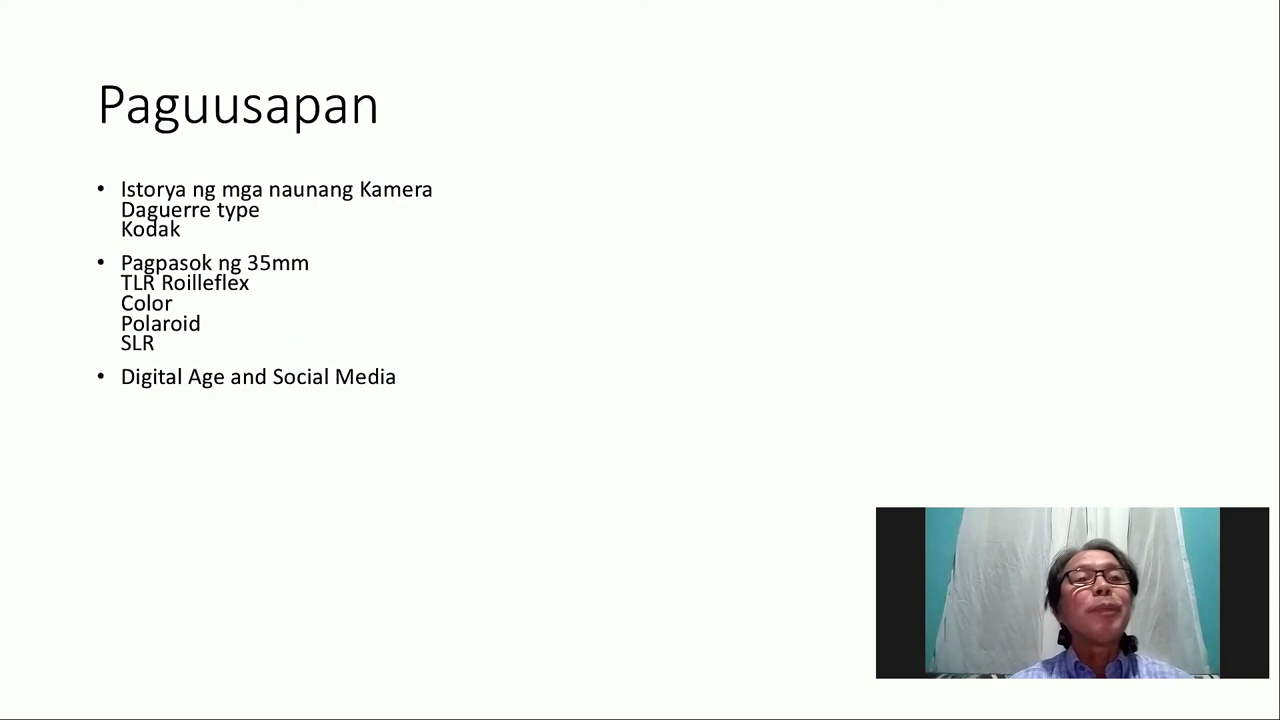 Paguusapan
• Istorya ng mga naunang Kamera
Daguerre type
Kodak
• Pagpasok ng 35mm
TLR Roilleflex
Color
Polaroid
SLR
• Digital Age and Social Media